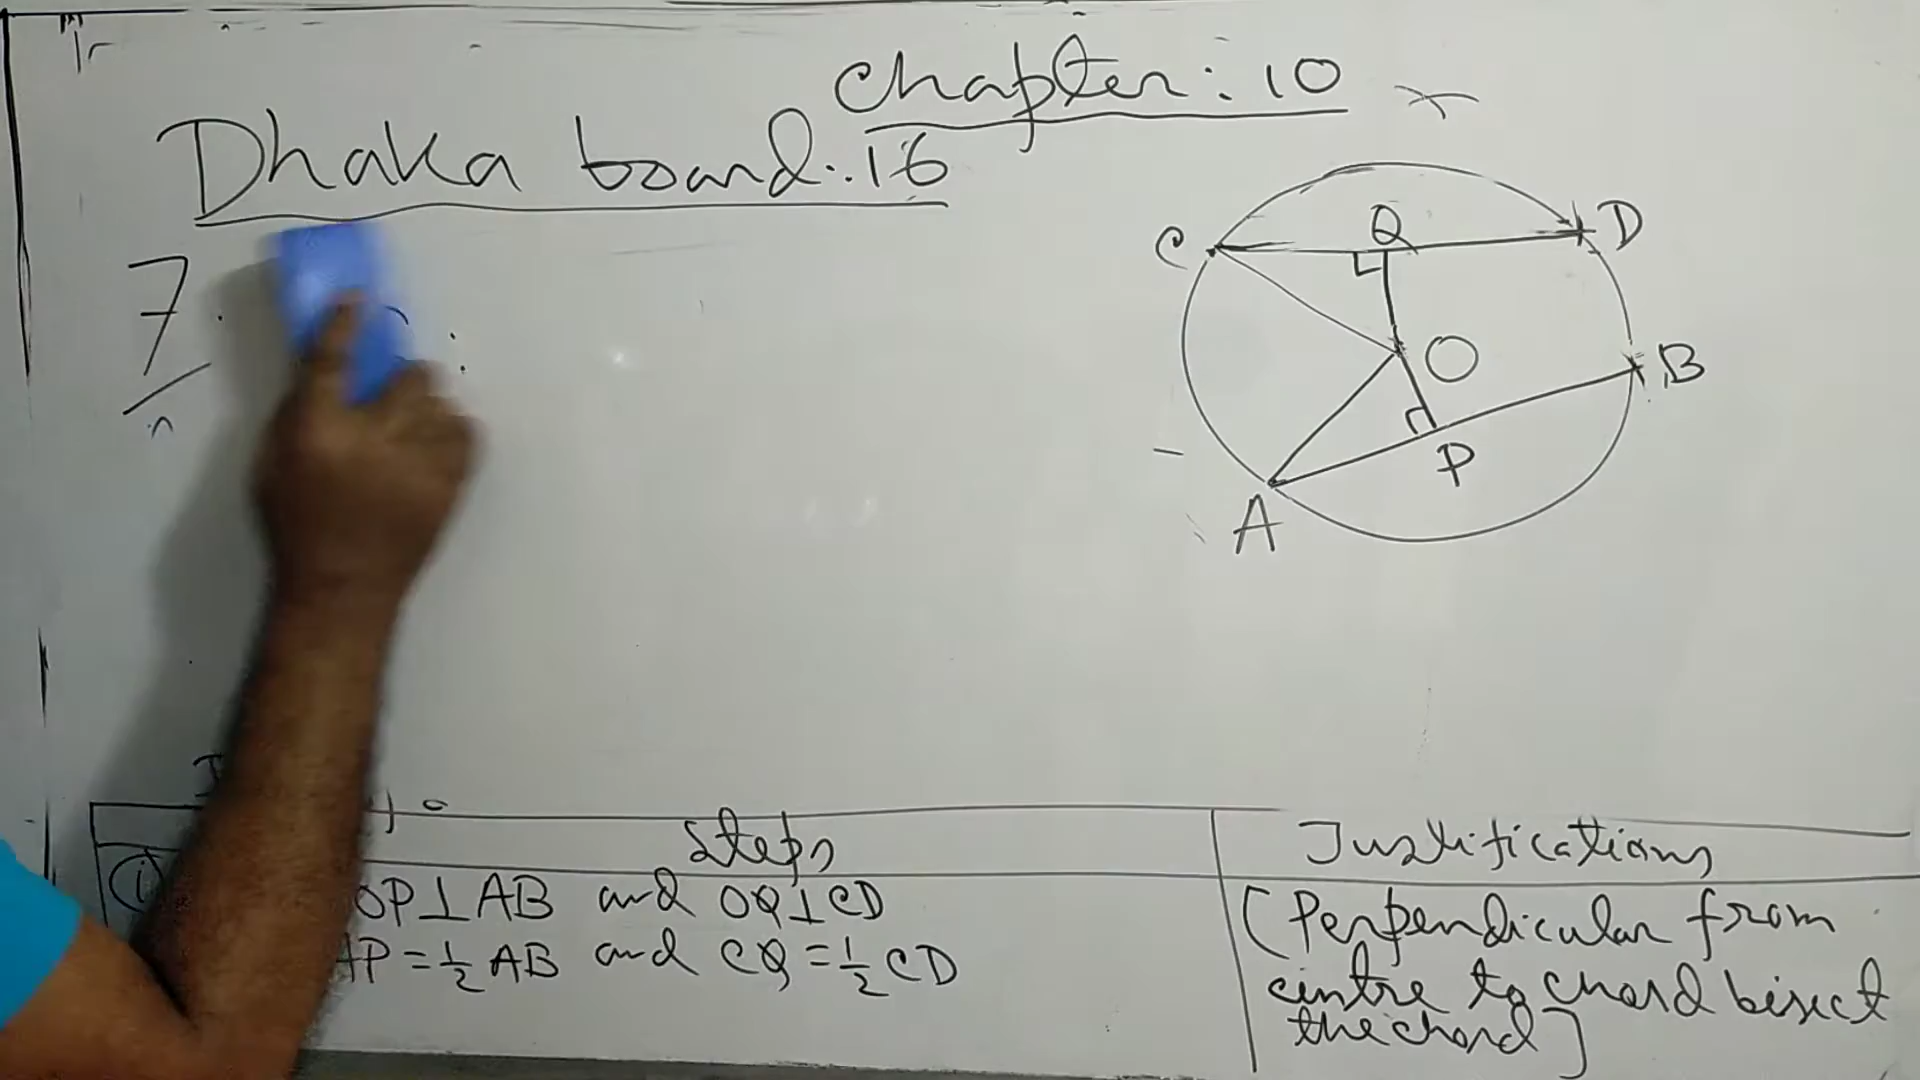 Chapter: 10
Dhaka board: 16
7.
C
Q
D
O
B
P
A
Steps
Justifications
(i) OP⊥AB and OQ⊥CD
AP = 1/2 AB and CQ = 1/2 CD
[Perpendicular from
centre to chord bisect
the chord]